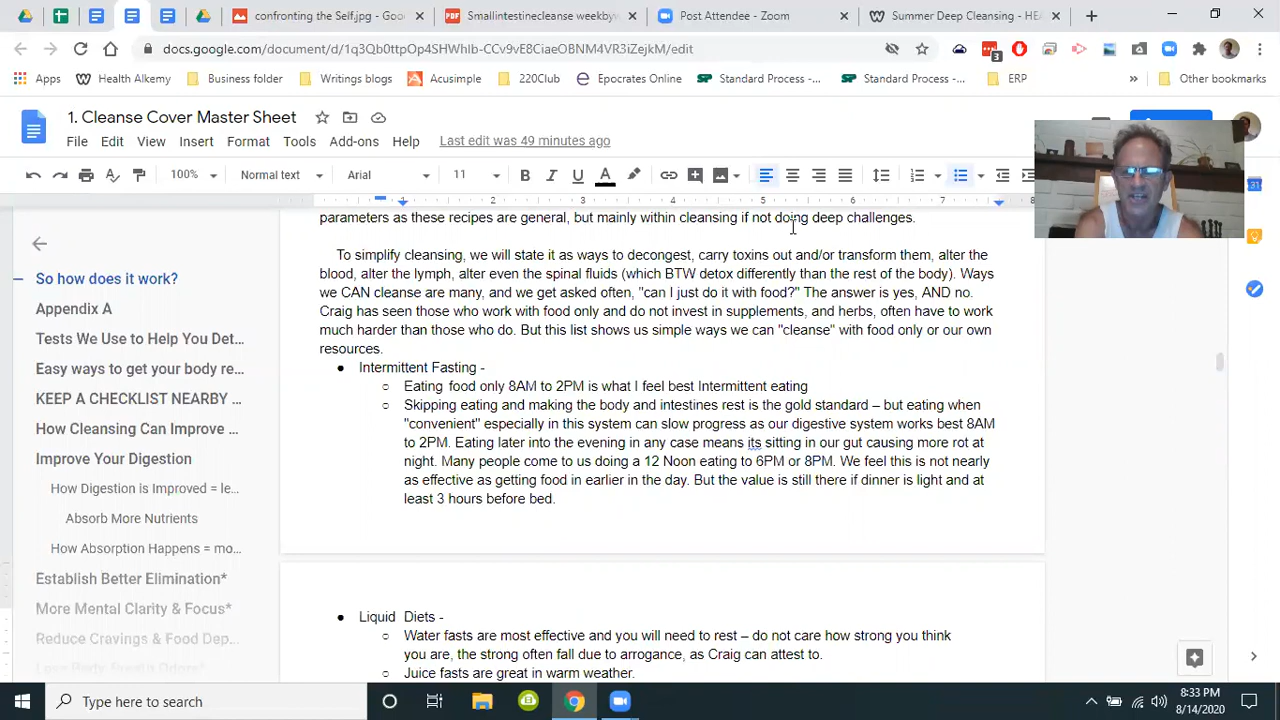 confronting the Self.jpg - Goo
Smallintestinecleanse weekbyw
Post Attendee - Zoom
Summer Deep Cleansing - HEA
docs.google.com/document/d/1q3Qb0ttpOp4SHWhlb-CCv9vE8CiaeOBNM4VR3iZejkM/edit
3
Apps
Health Alkemy
Business folder
Writings blogs
Acusimple
220Club
Epocrates Online
Standard Process -...
Standard Process -...
ERP
Other bookmarks
1. Cleanse Cover Master Sheet
File Edit View Insert Format Tools Add-ons Help Last edit was 49 minutes ago
100% Normal text Arial 11
1 2 3 4 5 6 7 8
parameters as these recipes are general, but mainly within cleansing if not doing deep challenges.
To simplify cleansing, we will state it as ways to decongest, carry toxins out and/or transform them, alter the
blood, alter the lymph, alter even the spinal fluids (which BTW detox differently than the rest of the body). Ways
we CAN cleanse are many, and we get asked often, "can I just do it with food?" The answer is yes, AND no.
Craig has seen those who work with food only and do not invest in supplements, and herbs, often have to work
much harder than those who do. But this list shows us simple ways we can "cleanse" with food only or our own
resources.
● Intermittent Fasting -
○ Eating food only 8AM to 2PM is what I feel best Intermittent eating
○ Skipping eating and making the body and intestines rest is the gold standard – but eating when
"convenient" especially in this system can slow progress as our digestive system works best 8AM
to 2PM. Eating later into the evening in any case means its sitting in our gut causing more rot at
night. Many people come to us doing a 12 Noon eating to 6PM or 8PM. We feel this is not nearly
as effective as getting food in earlier in the day. But the value is still there if dinner is light and at
least 3 hours before bed.
● Liquid Diets -
○ Water fasts are most effective and you will need to rest – do not care how strong you think
you are, the strong often fall due to arrogance, as Craig can attest to.
○ Juice fasts are great in warm weather.
So how does it work?
Appendix A
Tests We Use to Help You Det...
Easy ways to get your body re...
KEEP A CHECKLIST NEARBY ...
How Cleansing Can Improve ...
Improve Your Digestion
How Digestion is Improved = le...
Absorb More Nutrients
How Absorption Happens = mo...
Establish Better Elimination*
More Mental Clarity & Focus*
Reduce Cravings & Food Dep...
Type here to search
8:33 PM
8/14/2020